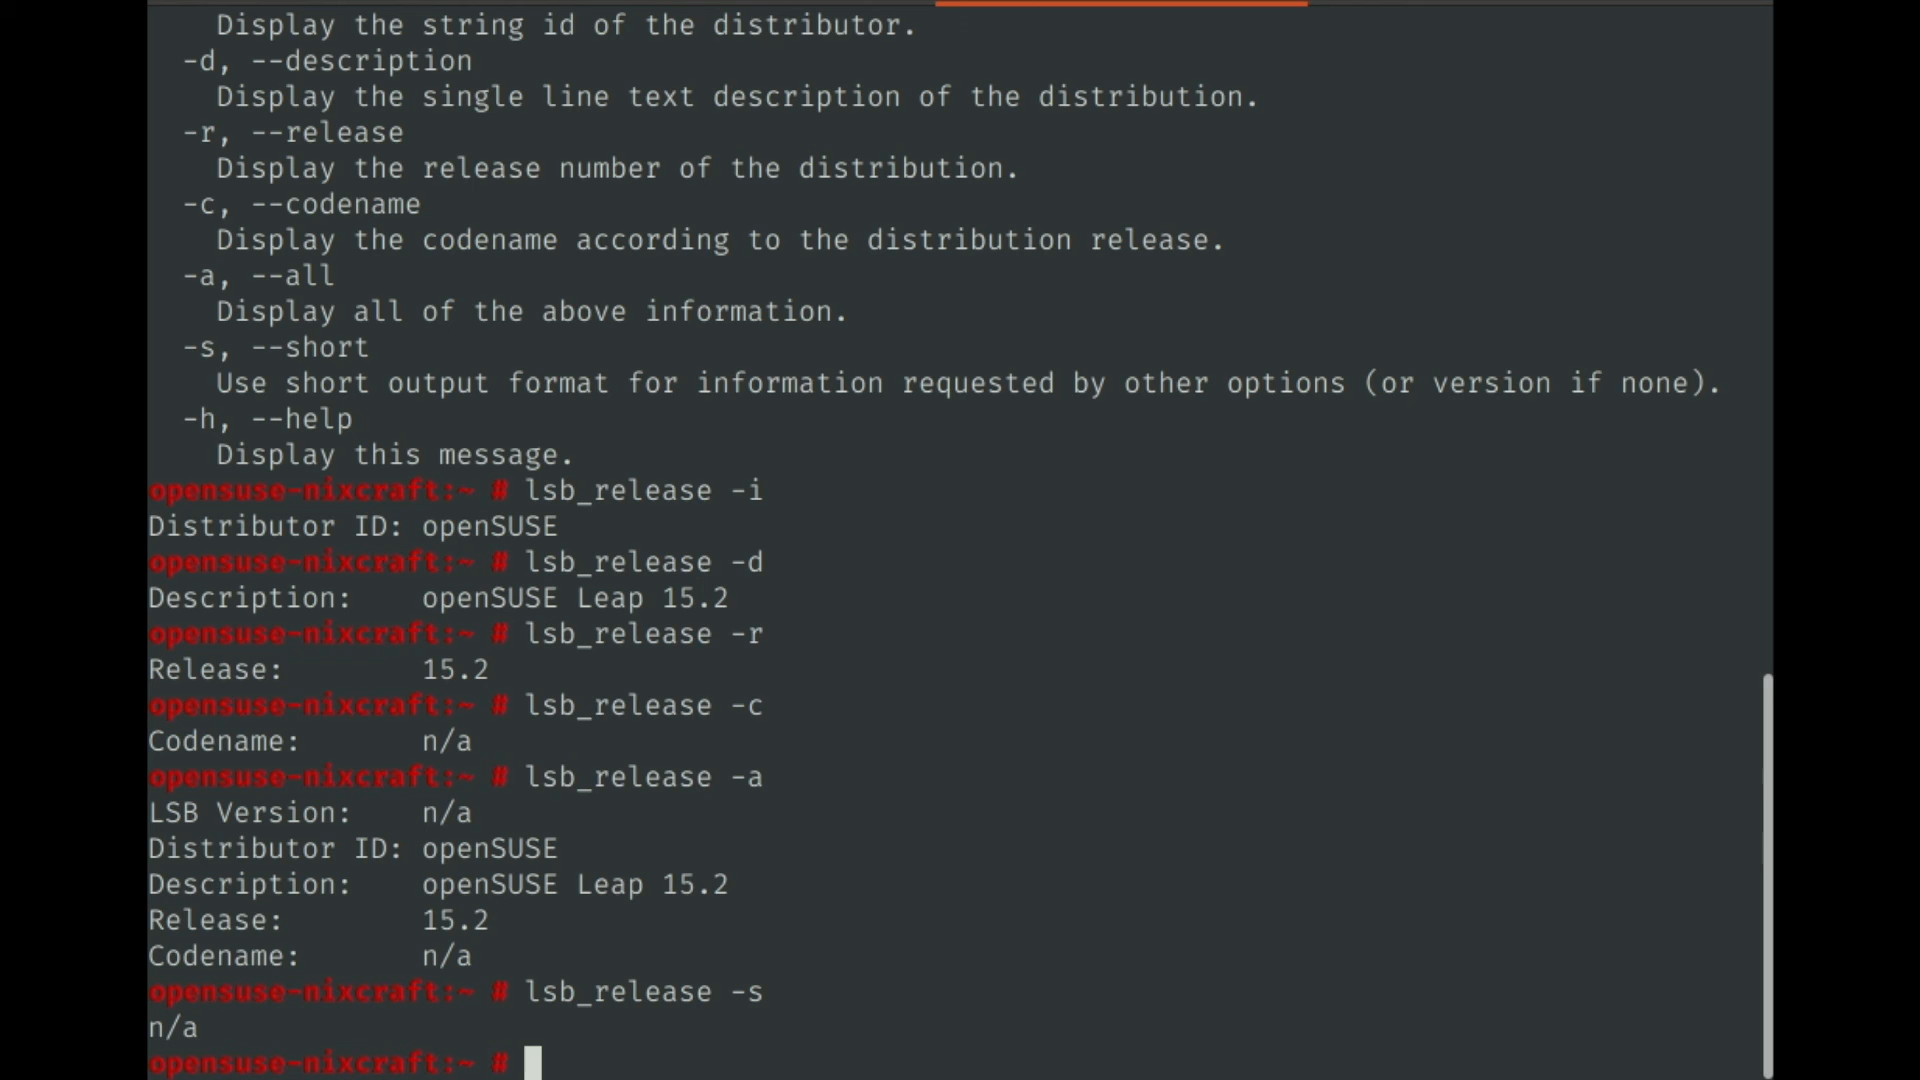 Display the string id of the distributor.
-d, --description
Display the single line text description of the distribution.
-r, --release
Display the release number of the distribution.
-c, --codename
Display the codename according to the distribution release.
-a, --all
Display all of the above information.
-s, --short
Use short output format for information requested by other options (or version if none).
-h, --help
Display this message.
opensuse-nixcraft:~ # lsb_release -i
Distributor ID: openSUSE
opensuse-nixcraft:~ # lsb_release -d
Description:    openSUSE Leap 15.2
opensuse-nixcraft:~ # lsb_release -r
Release:        15.2
opensuse-nixcraft:~ # lsb_release -c
Codename:       n/a
opensuse-nixcraft:~ # lsb_release -a
LSB Version:    n/a
Distributor ID: openSUSE
Description:    openSUSE Leap 15.2
Release:        15.2
Codename:       n/a
opensuse-nixcraft:~ # lsb_release -s
n/a
opensuse-nixcraft:~ #